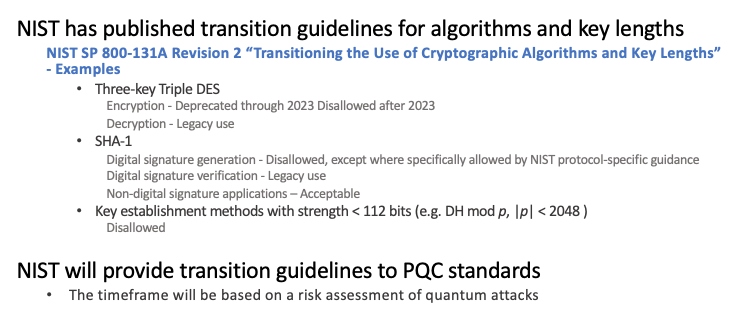 NIST has published transition guidelines for algorithms and key lengths
NIST SP 800-131A Revision 2 “Transitioning the Use of Cryptographic Algorithms and Key Lengths”
- Examples
• Three-key Triple DES
Encryption - Deprecated through 2023 Disallowed after 2023
Decryption - Legacy use
• SHA-1
Digital signature generation - Disallowed, except where specifically allowed by NIST protocol-specific guidance
Digital signature verification - Legacy use
Non-digital signature applications – Acceptable
• Key establishment methods with strength < 112 bits (e.g. DH mod p, |p| < 2048 )
Disallowed
NIST will provide transition guidelines to PQC standards
• The timeframe will be based on a risk assessment of quantum attacks